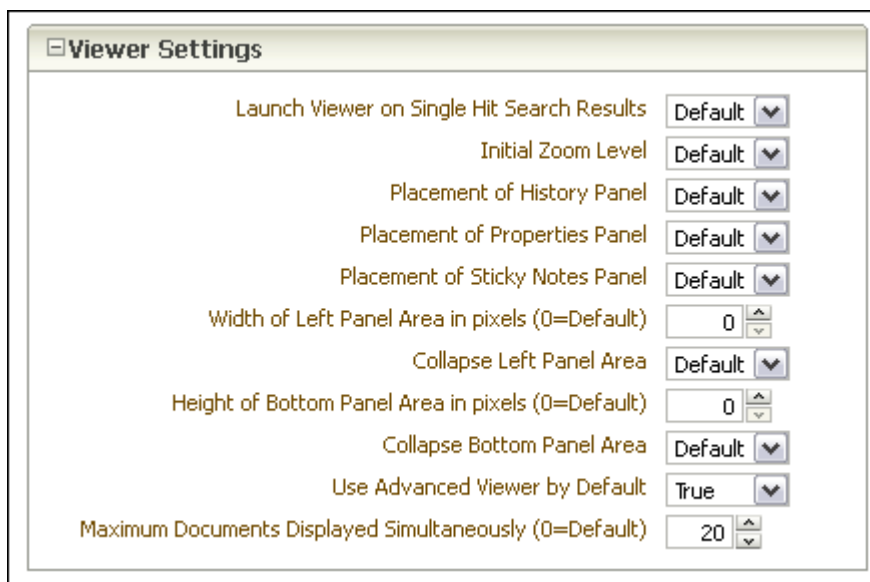 Viewer Settings
Launch Viewer on Single Hit Search Results Default
Initial Zoom Level Default
Placement of History Panel Default
Placement of Properties Panel Default
Placement of Sticky Notes Panel Default
Width of Left Panel Area in pixels (0=Default) 0
Collapse Left Panel Area Default
Height of Bottom Panel Area in pixels (0=Default) 0
Collapse Bottom Panel Area Default
Use Advanced Viewer by Default True
Maximum Documents Displayed Simultaneously (0=Default) 20